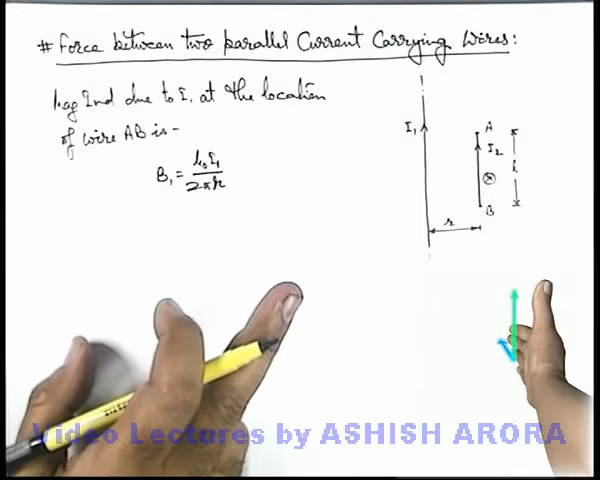 # Force between two parallel Current Carrying Wires:
Mag Ind due to I₁ at the location
of wire AB is -
B₁ = μ₀I₁ / 2πr
I₁
A
I₂
l
⊗
B
r
Video Lectures by ASHISH ARORA